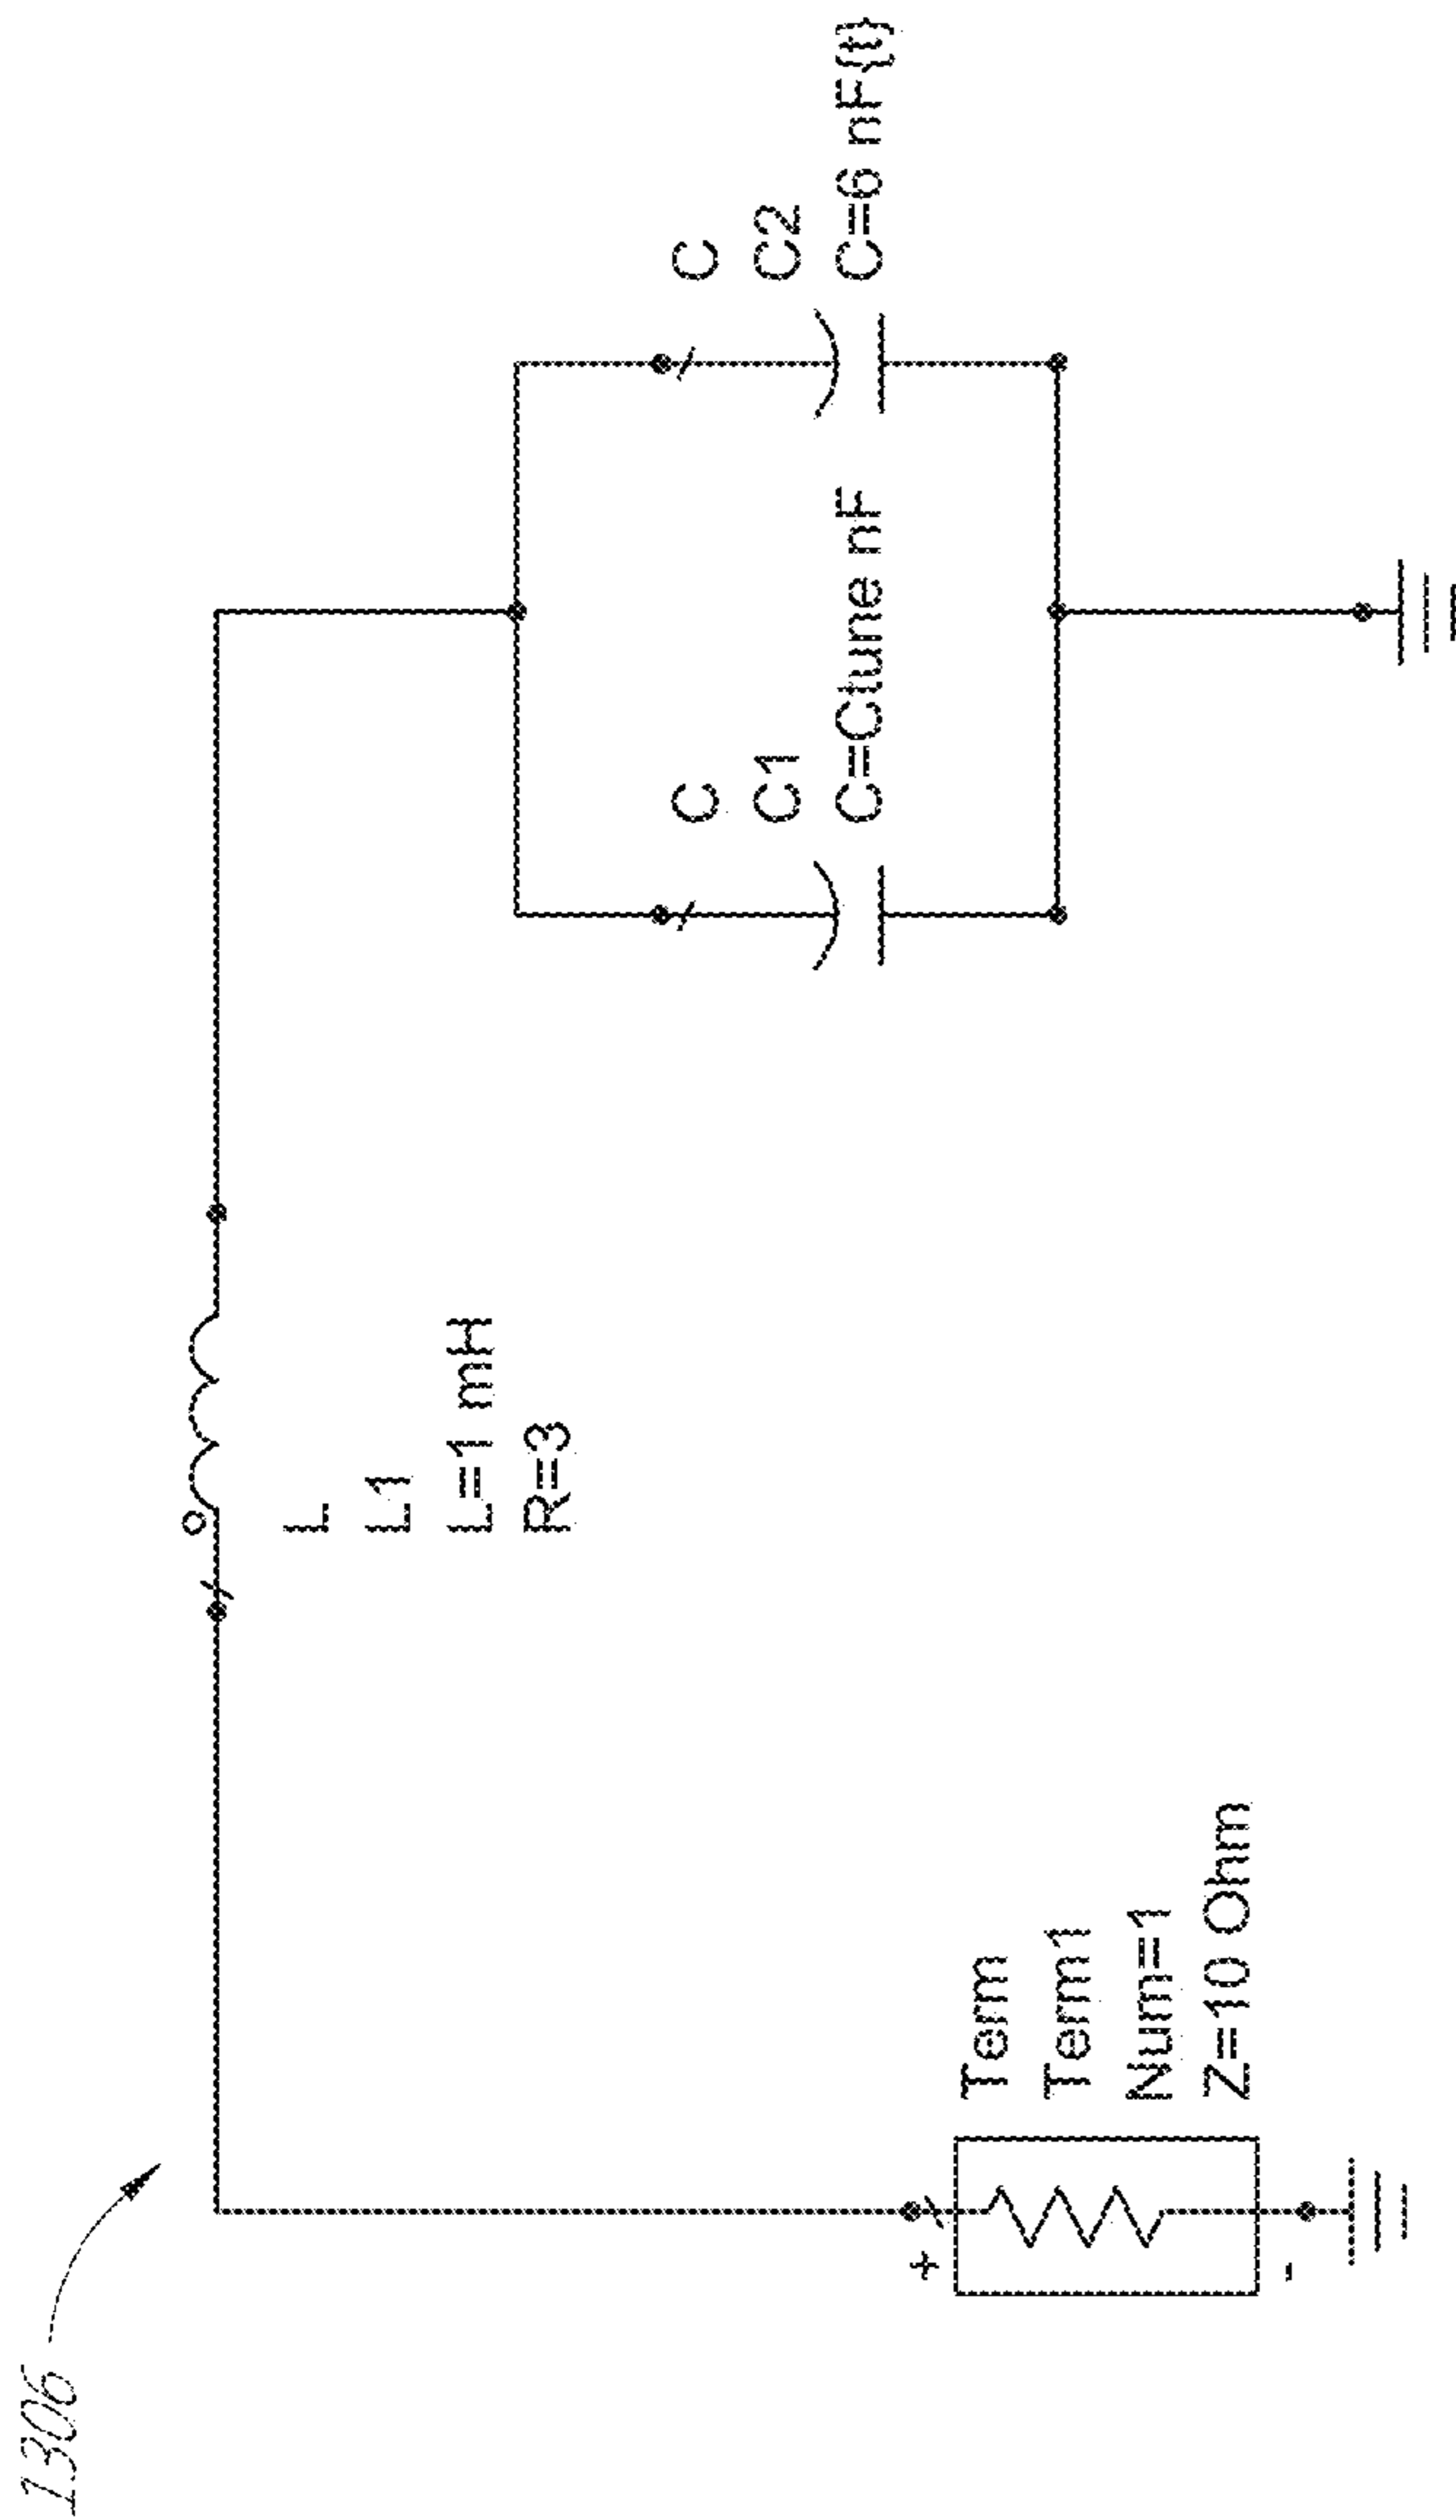 1306
L
L1
L=1 mH
R=3
C
C1
C=Ctune nF
C
C2
C=6 nF{t}
+
Term
Term1
Num=1
Z=10 Ohm
-